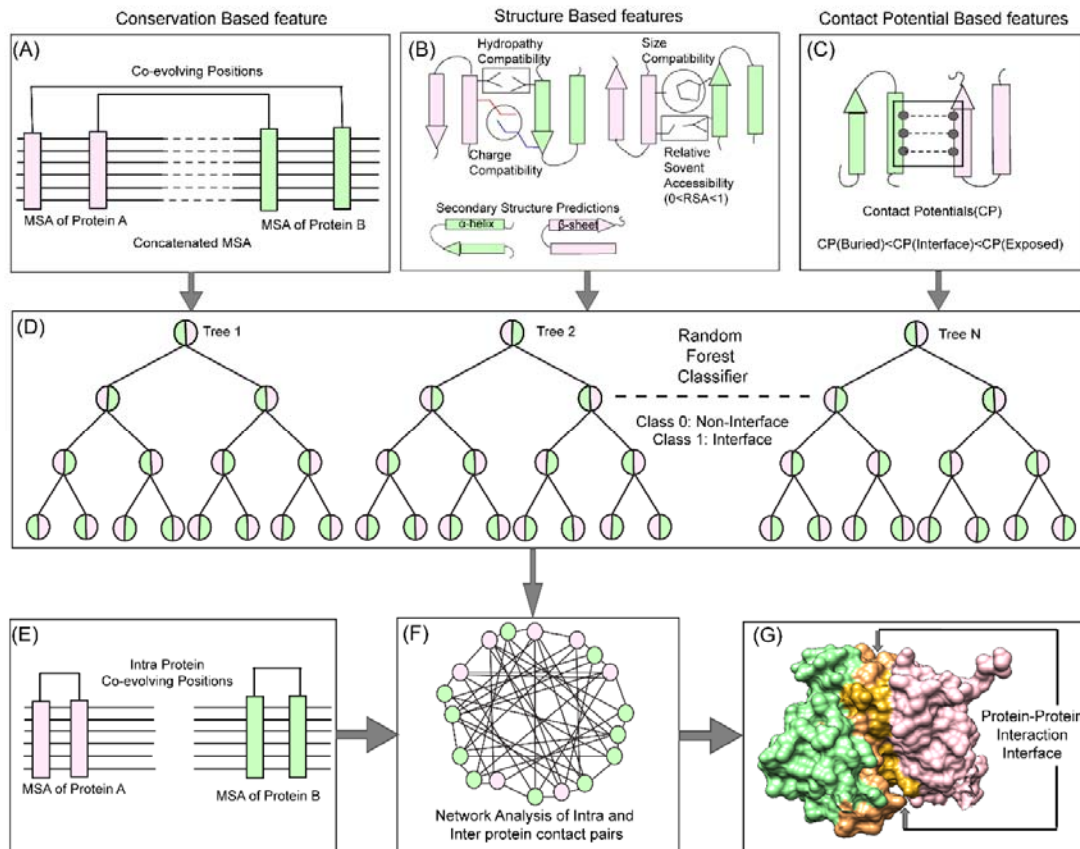 Conservation Based feature
Structure Based features
Contact Potential Based features
(A)
Co-evolving Positions
MSA of Protein A
MSA of Protein B
Concatenated MSA
(B)
Hydropathy
Compatibility
Size
Compatibility
Charge
Compatibility
Relative
Sovent
Accessibility
(0<RSA<1)
Secondary Structure Predictions
α-helix
β-sheet
(C)
Contact Potentials(CP)
CP(Buried)<CP(Interface)<CP(Exposed)
(D)
Tree 1
Tree 2
Random
Forest
Classifier
Tree N
Class 0: Non-Interface
Class 1: Interface
(E)
Intra Protein
Co-evolving Positions
MSA of Protein A
MSA of Protein B
(F)
Network Analysis of Intra and
Inter protein contact pairs
(G)
Protein-Protein
Interaction
Interface